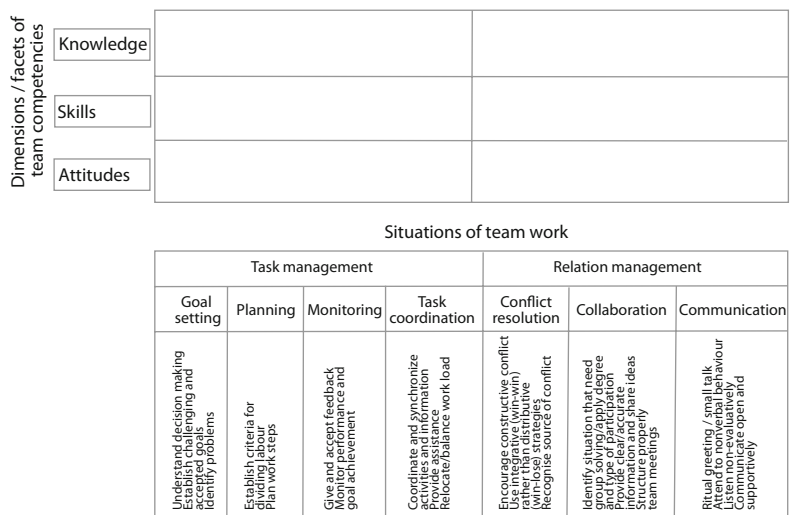 Dimensions / facets of
team competencies
Knowledge
Skills
Attitudes
Situations of team work
Task management
Relation management
Goal
setting
Planning
Monitoring
Task
coordination
Conflict
resolution
Collaboration
Communication
Understand decision making
Establish challenging and
accepted goals
Identify problems
Establish criteria for
dividing labour
Plan work steps
Give and accept feedback
Monitor performance and
goal achievement
Coordinate and synchronize
activities and information
Provide assistance
Relocate/balance work load
Encourage constructive conflict
Use integrative (win-win)
rather than distributive
(win-lose) strategies
Recognise source of conflict
Identify situation that need
group solving/apply degree
and type of participation
Provide clear/accurate
information and share ideas
Structure properly
team meetings
Ritual greeting / small talk
Attend to nonverbal behaviour
Listen non-evaluatively
Communicate open and
supportively